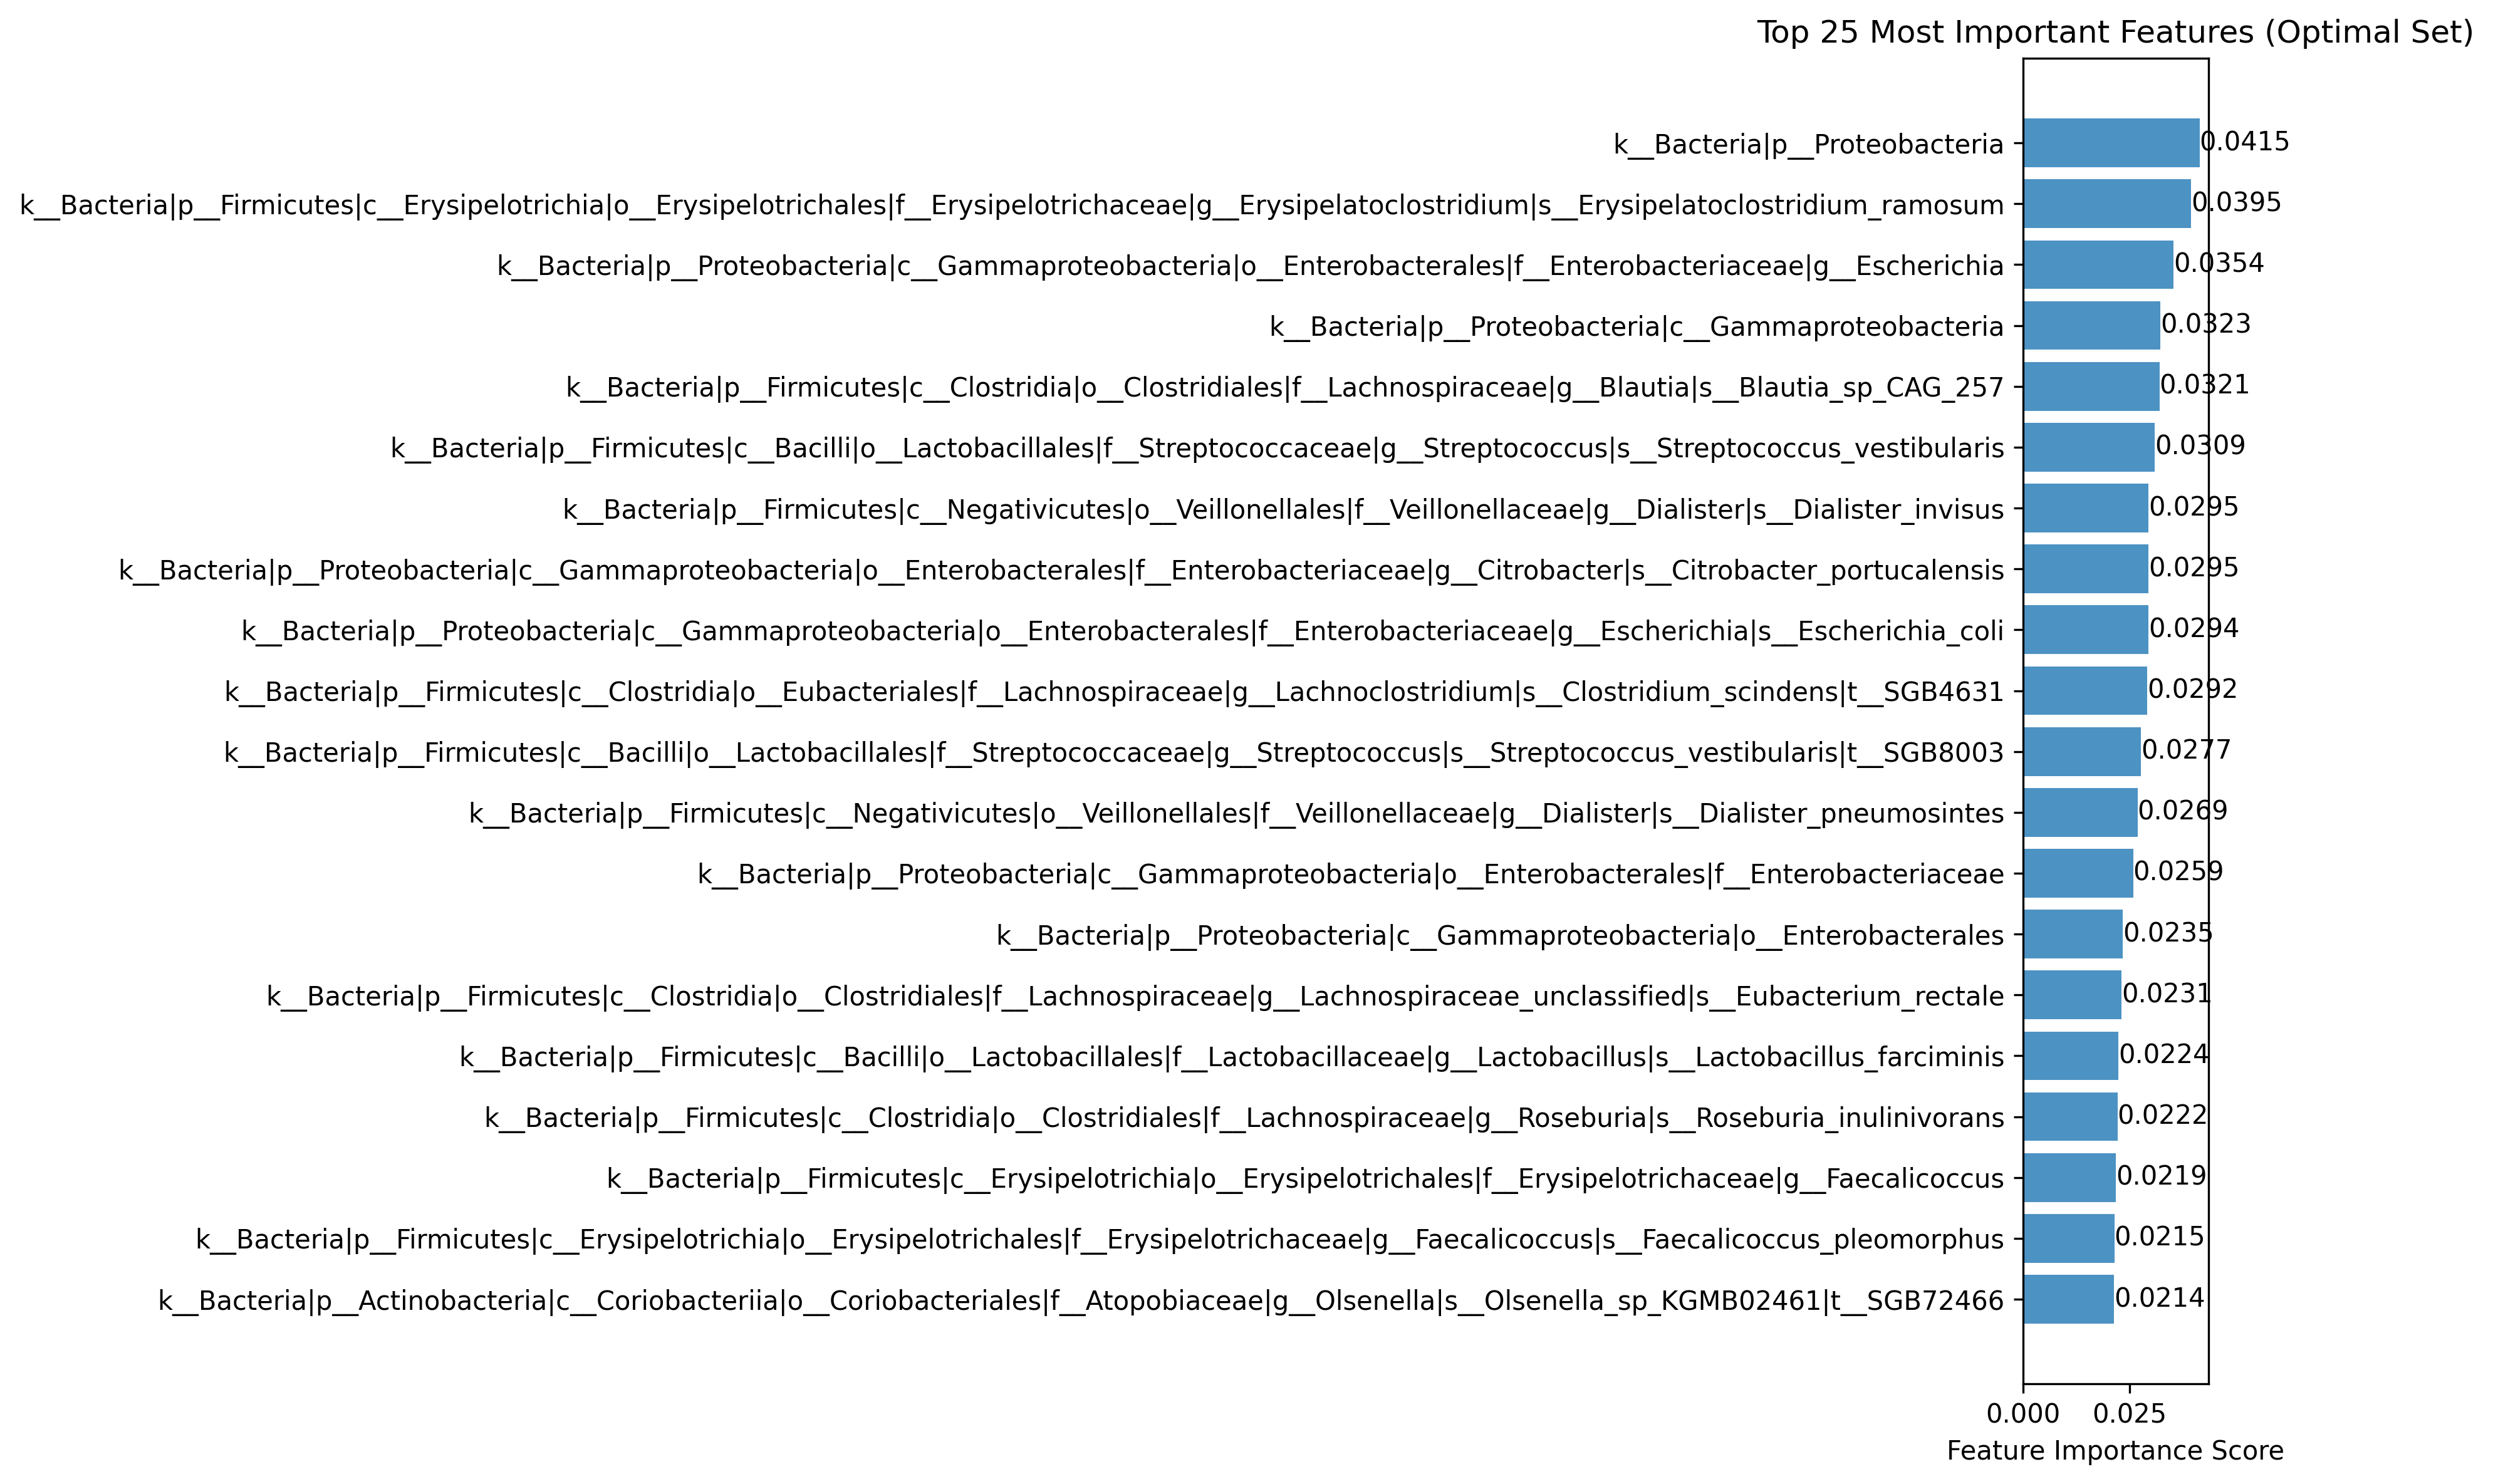 Top 25 Most Important Features (Optimal Set)
k__Bacteria|p__Proteobacteria 0.0415
k__Bacteria|p__Firmicutes|c__Erysipelotrichia|o__Erysipelotrichales|f__Erysipelotrichaceae|g__Erysipelatoclostridium|s__Erysipelatoclostridium_ramosum 0.0395
k__Bacteria|p__Proteobacteria|c__Gammaproteobacteria|o__Enterobacterales|f__Enterobacteriaceae|g__Escherichia 0.0354
k__Bacteria|p__Proteobacteria|c__Gammaproteobacteria 0.0323
k__Bacteria|p__Firmicutes|c__Clostridia|o__Clostridiales|f__Lachnospiraceae|g__Blautia|s__Blautia_sp_CAG_257 0.0321
k__Bacteria|p__Firmicutes|c__Bacilli|o__Lactobacillales|f__Streptococcaceae|g__Streptococcus|s__Streptococcus_vestibularis 0.0309
k__Bacteria|p__Firmicutes|c__Negativicutes|o__Veillonellales|f__Veillonellaceae|g__Dialister|s__Dialister_invisus 0.0295
k__Bacteria|p__Proteobacteria|c__Gammaproteobacteria|o__Enterobacterales|f__Enterobacteriaceae|g__Citrobacter|s__Citrobacter_portucalensis 0.0295
k__Bacteria|p__Proteobacteria|c__Gammaproteobacteria|o__Enterobacterales|f__Enterobacteriaceae|g__Escherichia|s__Escherichia_coli 0.0294
k__Bacteria|p__Firmicutes|c__Clostridia|o__Eubacteriales|f__Lachnospiraceae|g__Lachnoclostridium|s__Clostridium_scindens|t__SGB4631 0.0292
k__Bacteria|p__Firmicutes|c__Bacilli|o__Lactobacillales|f__Streptococcaceae|g__Streptococcus|s__Streptococcus_vestibularis|t__SGB8003 0.0277
k__Bacteria|p__Firmicutes|c__Negativicutes|o__Veillonellales|f__Veillonellaceae|g__Dialister|s__Dialister_pneumosintes 0.0269
k__Bacteria|p__Proteobacteria|c__Gammaproteobacteria|o__Enterobacterales|f__Enterobacteriaceae 0.0259
k__Bacteria|p__Proteobacteria|c__Gammaproteobacteria|o__Enterobacterales 0.0235
k__Bacteria|p__Firmicutes|c__Clostridia|o__Clostridiales|f__Lachnospiraceae|g__Lachnospiraceae_unclassified|s__Eubacterium_rectale 0.0231
k__Bacteria|p__Firmicutes|c__Bacilli|o__Lactobacillales|f__Lactobacillaceae|g__Lactobacillus|s__Lactobacillus_farciminis 0.0224
k__Bacteria|p__Firmicutes|c__Clostridia|o__Clostridiales|f__Lachnospiraceae|g__Roseburia|s__Roseburia_inulinivorans 0.0222
k__Bacteria|p__Firmicutes|c__Erysipelotrichia|o__Erysipelotrichales|f__Erysipelotrichaceae|g__Faecalicoccus 0.0219
k__Bacteria|p__Firmicutes|c__Erysipelotrichia|o__Erysipelotrichales|f__Erysipelotrichaceae|g__Faecalicoccus|s__Faecalicoccus_pleomorphus 0.0215
k__Bacteria|p__Actinobacteria|c__Coriobacteriia|o__Coriobacteriales|f__Atopobiaceae|g__Olsenella|s__Olsenella_sp_KGMB02461|t__SGB72466 0.0214
0.000 0.025
Feature Importance Score